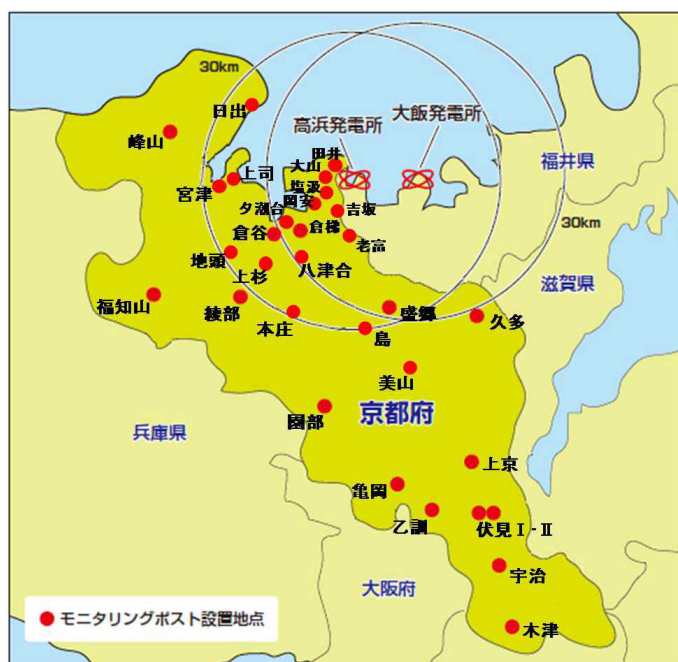 30km
日出
高浜発電所
大飯発電所
峰山
田井
大山
福井県
上司
塩汲
宮津
岡安
夕潮台
吉坂
倉谷
倉梯
30km
老富
地頭
上杉
八津合
滋賀県
福知山
綾部
本庄
盛郷
久多
島
美山
園部
京都府
兵庫県
上京
亀岡
乙訓
伏見Ⅰ-Ⅱ
宇治
大阪府
モニタリングポスト設置地点
木津